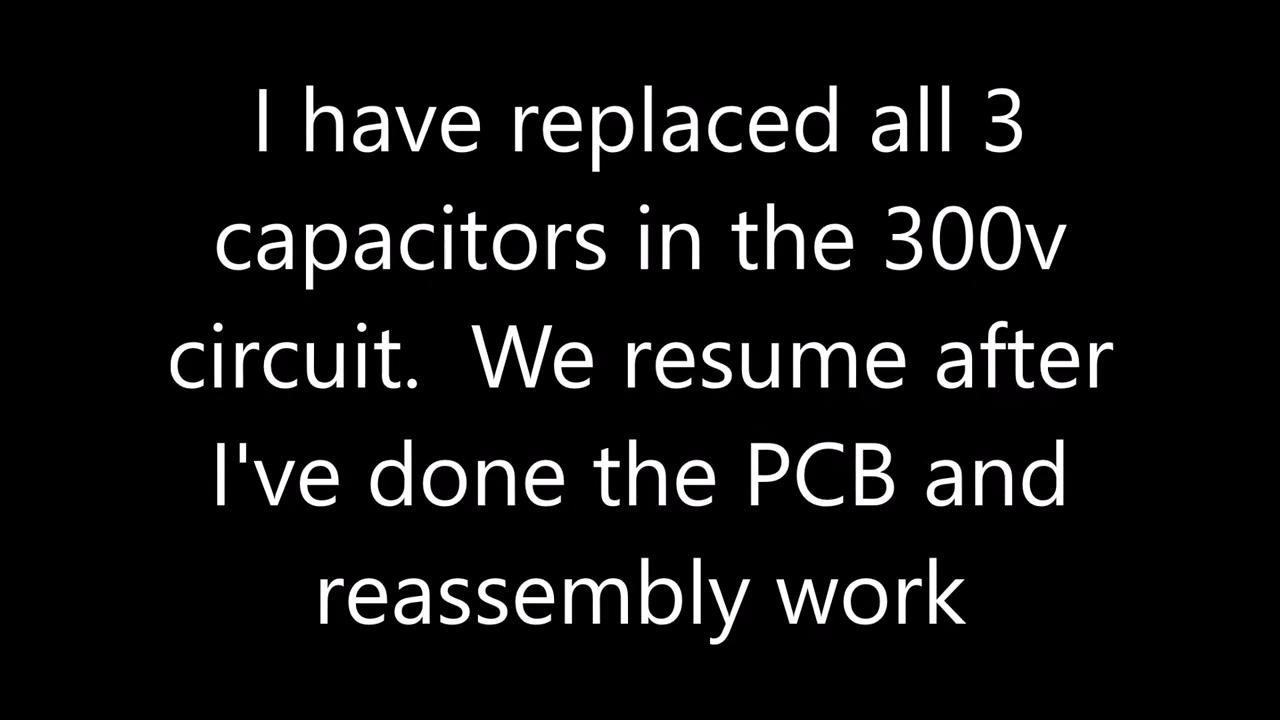 I have replaced all 3
capacitors in the 300v
circuit.  We resume after
I've done the PCB and
reassembly work